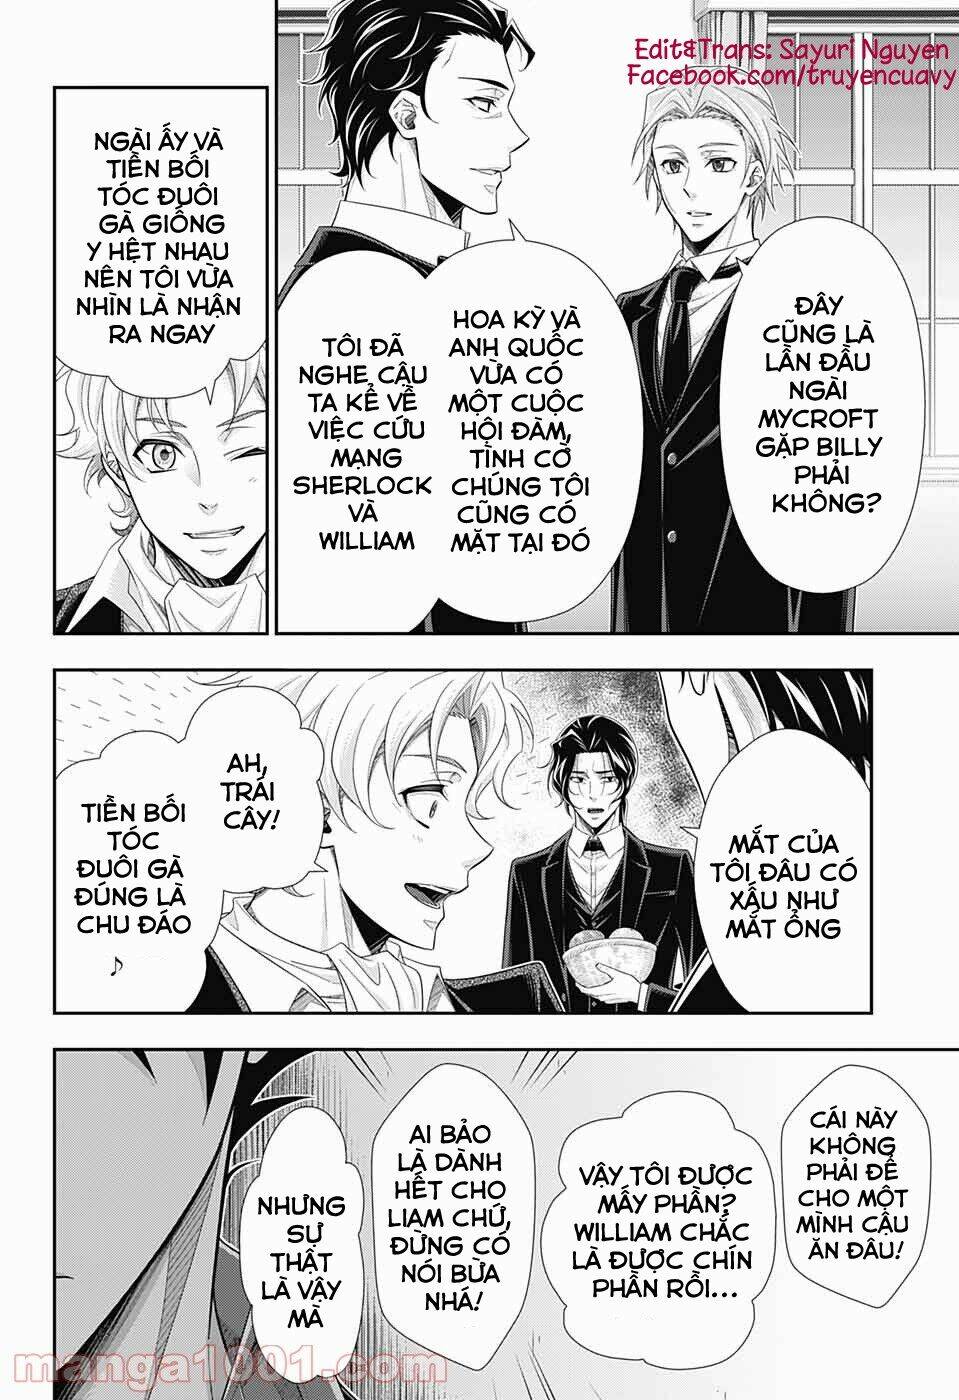 Edit&Trans: Sayuri Nguyen
Facebook.com/truyencuavy
ĐÂY
CŨNG LÀ
LẦN ĐẦU
NGÀI
MYCROFT
GẶP BILLY
PHẢI
KHÔNG?
HOA KỲ VÀ
ANH QUỐC
VỪA CÓ
MỘT CUỘC
HỘI ĐÀM,
TÌNH CỜ
CHÚNG TÔI
CŨNG CÓ
MẶT TẠI ĐÓ
TÔI ĐÃ
NGHE CẬU
TA KỂ VỀ
VIỆC CỨU
MẠNG
SHERLOCK
VÀ
WILLIAM
NGÀI ẤY VÀ
TIỀN BỐI
TÓC ĐUÔI
GÀ GIỐNG
Y HỆT NHAU
NÊN TÔI VỪA
NHÌN LÀ NHẬN
RA NGAY
MẮT CỦA
TÔI ĐÂU CÓ
XẤU NHƯ
MẮT ỔNG
AH,
TRÁI
CÂY!
TIỀN BỐI
TÓC
ĐUÔI GÀ
ĐÚNG LÀ
CHU ĐÁO
♪
CÁI NÀY
KHÔNG
PHẢI ĐỂ
CHO MỘT
MÌNH CẬU
ĂN ĐÂU!
VẬY TÔI ĐƯỢC
MẤY PHẦN?
WILLIAM CHẮC
LÀ ĐƯỢC CHÍN
PHẦN RỒI...
AI BẢO
LÀ DÀNH
HẾT CHO
LIAM CHỨ,
ĐỪNG CÓ
NÓI BỪA
NHÁ!
NHƯNG
SỰ
THẬT
LÀ VẬY
MÀ
manga1001.com